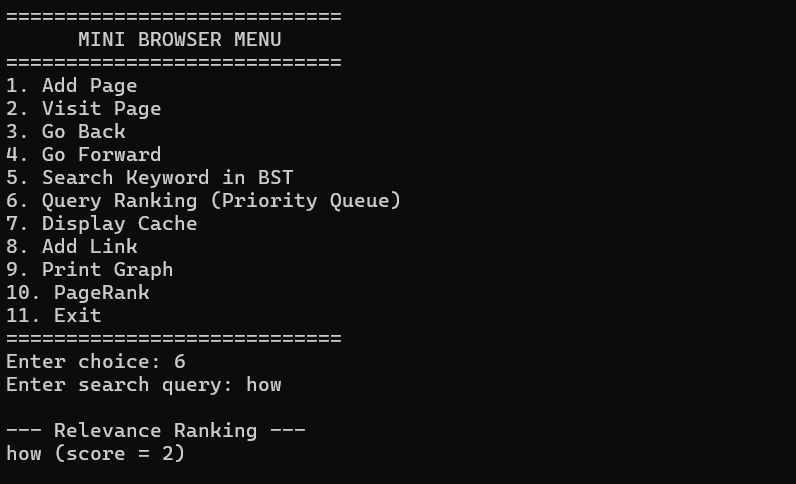 ============================
MINI BROWSER MENU
============================
1. Add Page
2. Visit Page
3. Go Back
4. Go Forward
5. Search Keyword in BST
6. Query Ranking (Priority Queue)
7. Display Cache
8. Add Link
9. Print Graph
10. PageRank
11. Exit
============================
Enter choice: 6
Enter search query: how
--- Relevance Ranking ---
how (score = 2)